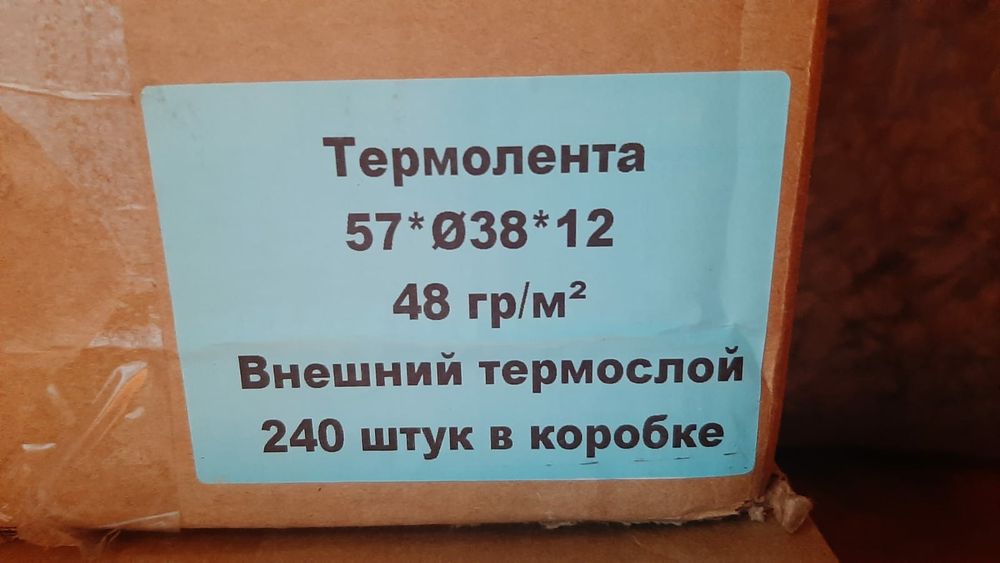 Термолента
57*Ø38*12
48 гр/м²
Внешний термослой
240 штук в коробке